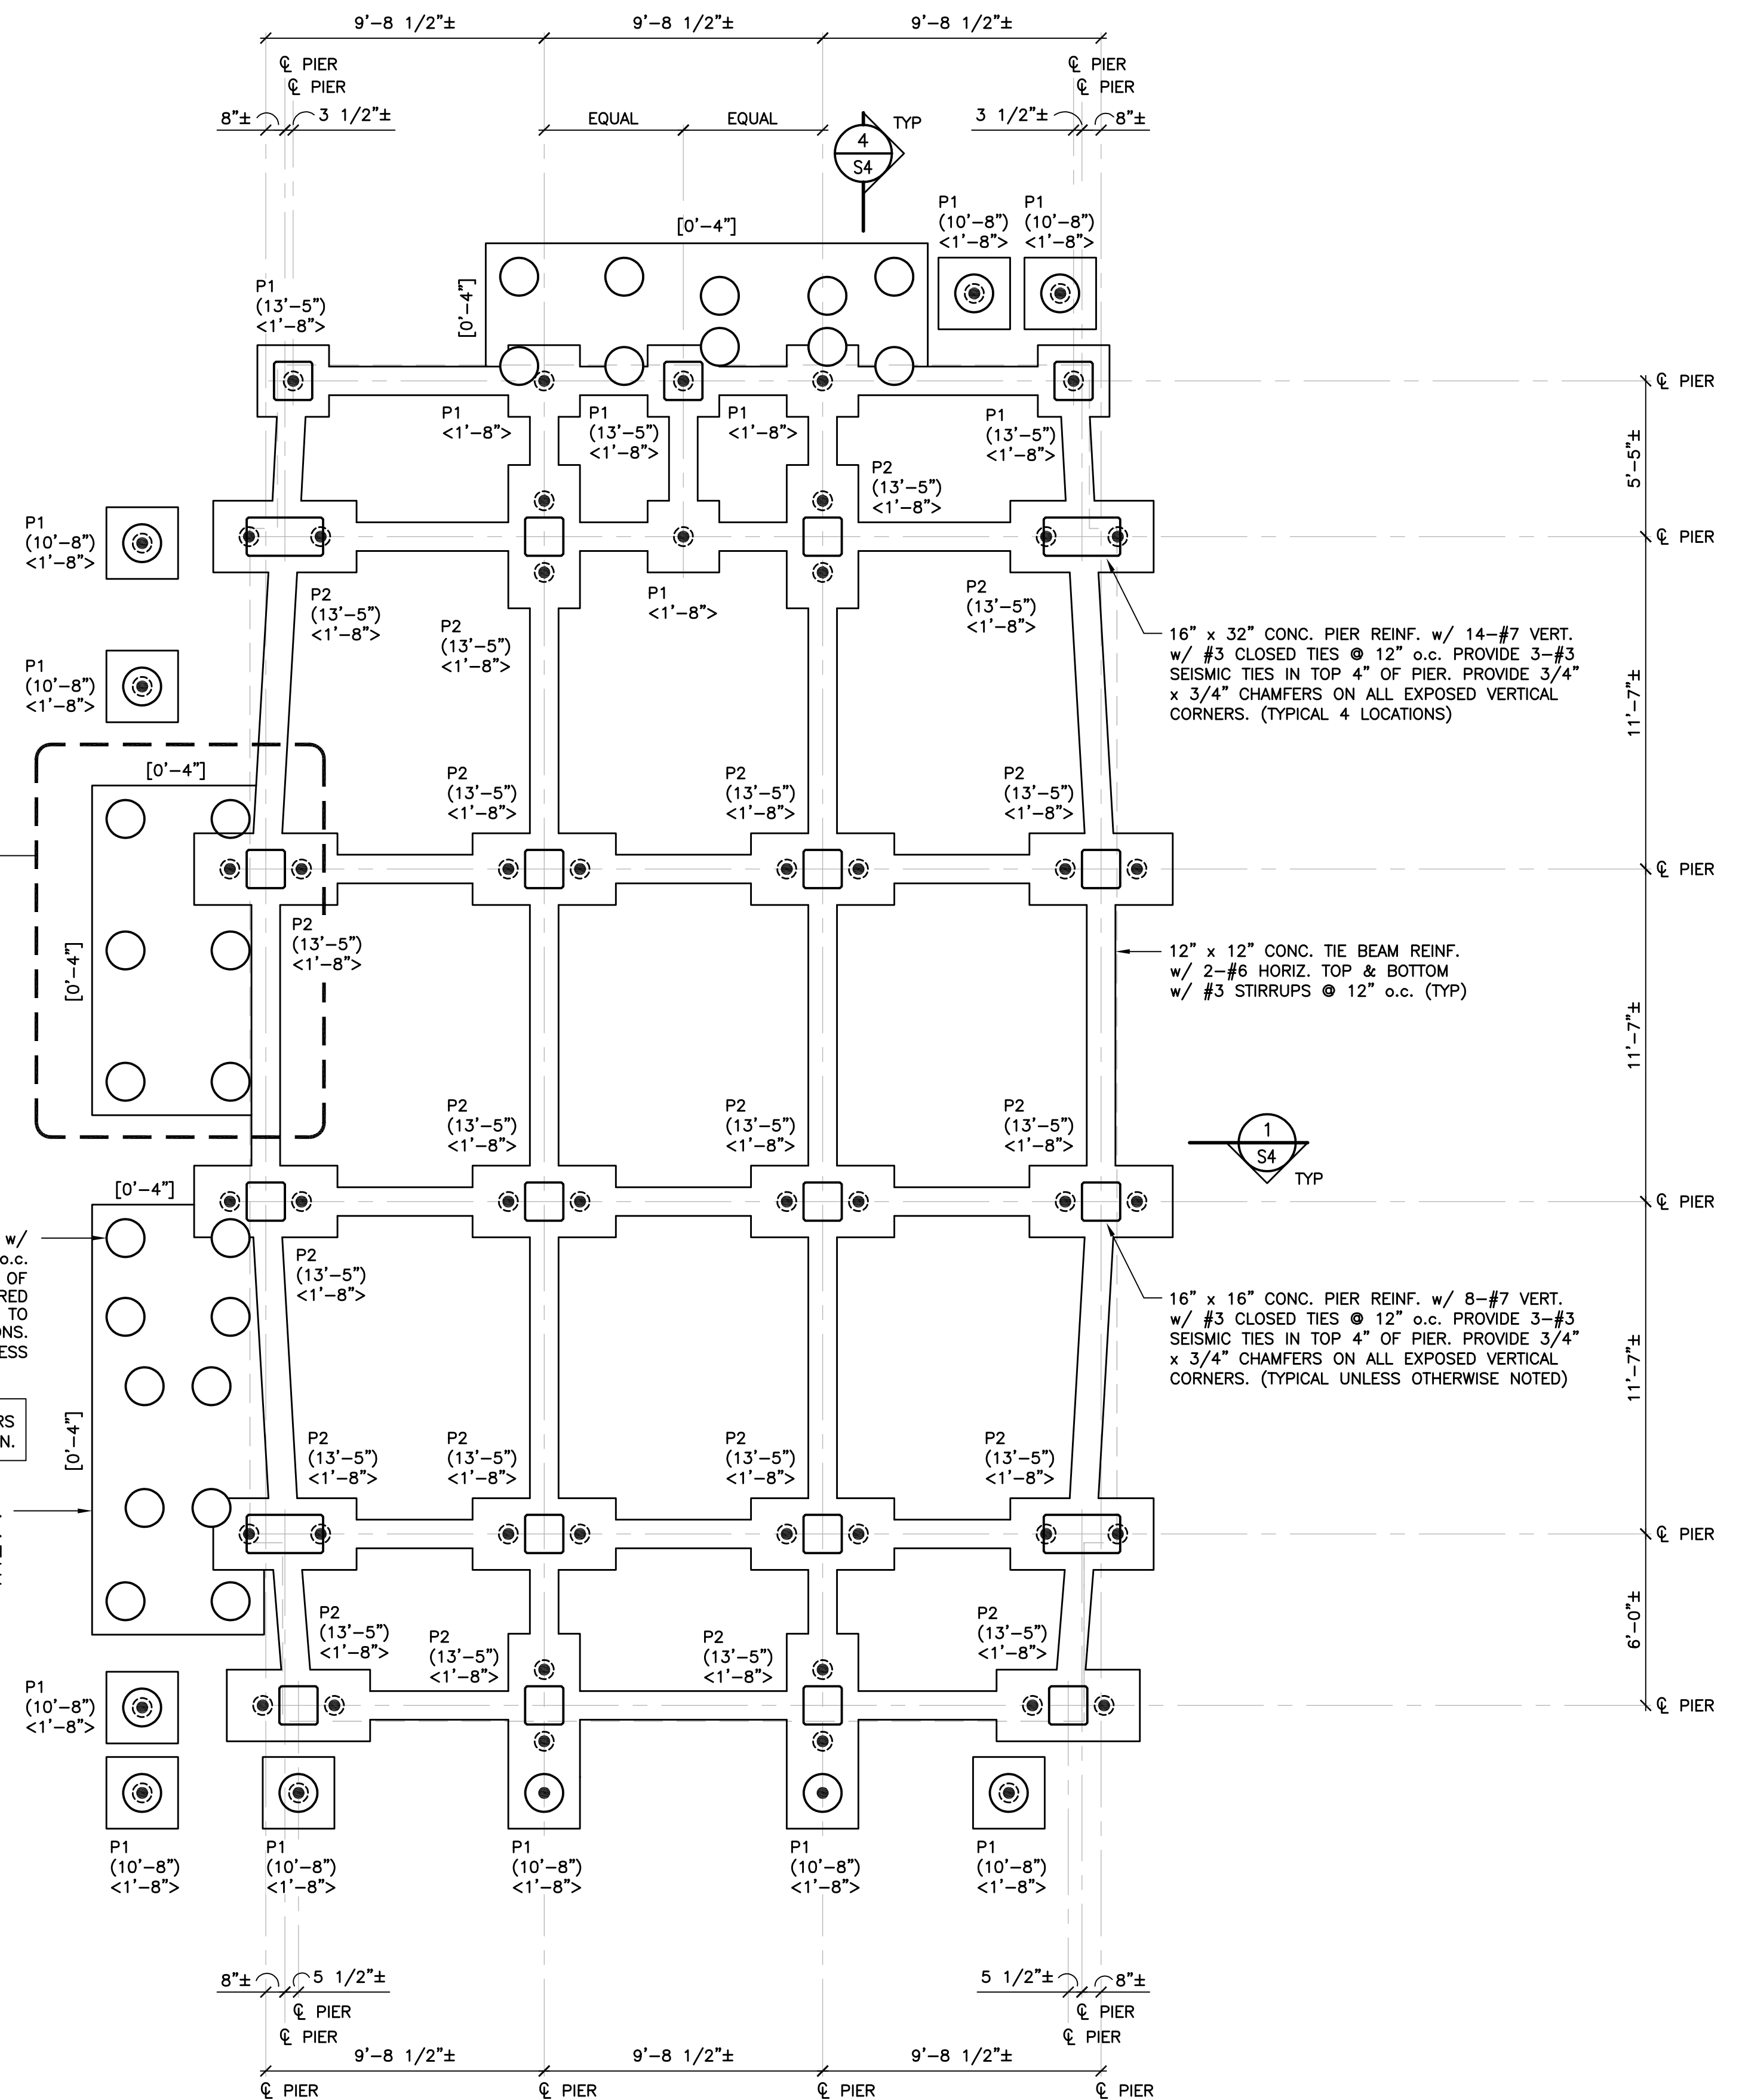 9'-8 1/2"±
9'-8 1/2"±
9'-8 1/2"±
℄ PIER
℄ PIER
℄ PIER
℄ PIER
8"±
3 1/2"±
EQUAL
EQUAL
3 1/2"±
8"±
4
S4
TYP
P1
(10'-8")
<1'-8">
P1
(10'-8")
<1'-8">
[0'-4"]
[0'-4"]
P1
(13'-5")
<1'-8">
℄ PIER
P1
<1'-8">
P1
(13'-5")
<1'-8">
P1
<1'-8">
P1
(13'-5")
<1'-8">
5'-5"±
P2
(13'-5")
<1'-8">
P1
(10'-8")
<1'-8">
℄ PIER
P2
(13'-5")
<1'-8">
P2
(13'-5")
<1'-8">
P1
<1'-8">
P2
(13'-5")
<1'-8">
16" x 32" CONC. PIER REINF. w/ 14-#7 VERT.
w/ #3 CLOSED TIES @ 12" o.c. PROVIDE 3-#3
SEISMIC TIES IN TOP 4" OF PIER. PROVIDE 3/4"
x 3/4" CHAMFERS ON ALL EXPOSED VERTICAL
CORNERS. (TYPICAL 4 LOCATIONS)
11'-7"±
P1
(10'-8")
<1'-8">
[0'-4"]
P2
(13'-5")
<1'-8">
P2
(13'-5")
<1'-8">
P2
(13'-5")
<1'-8">
℄ PIER
P2
(13'-5")
<1'-8">
[0'-4"]
12" x 12" CONC. TIE BEAM REINF.
w/ 2-#6 HORIZ. TOP & BOTTOM
w/ #3 STIRRUPS @ 12" o.c. (TYP)
11'-7"±
P2
(13'-5")
<1'-8">
P2
(13'-5")
<1'-8">
P2
(13'-5")
<1'-8">
1
S4
TYP
[0'-4"]
℄ PIER
w/
o.c.
OF
RED
TO
ONS.
ESS
P2
(13'-5")
<1'-8">
16" x 16" CONC. PIER REINF. w/ 8-#7 VERT.
w/ #3 CLOSED TIES @ 12" o.c. PROVIDE 3-#3
SEISMIC TIES IN TOP 4" OF PIER. PROVIDE 3/4"
x 3/4" CHAMFERS ON ALL EXPOSED VERTICAL
CORNERS. (TYPICAL UNLESS OTHERWISE NOTED)
11'-7"±
RS
N.
[0'-4"]
P2
(13'-5")
<1'-8">
P2
(13'-5")
<1'-8">
P2
(13'-5")
<1'-8">
P2
(13'-5")
<1'-8">
℄ PIER
P2
(13'-5")
<1'-8">
P2
(13'-5")
<1'-8">
P2
(13'-5")
<1'-8">
P2
(13'-5")
<1'-8">
6'-0"±
P1
(10'-8")
<1'-8">
℄ PIER
P1
(10'-8")
<1'-8">
P1
(10'-8")
<1'-8">
P1
(10'-8")
<1'-8">
P1
(10'-8")
<1'-8">
P1
(10'-8")
<1'-8">
8"±
5 1/2"±
5 1/2"±
8"±
℄ PIER
℄ PIER
℄ PIER
℄ PIER
9'-8 1/2"±
9'-8 1/2"±
9'-8 1/2"±
℄ PIER
℄ PIER
℄ PIER
℄ PIER